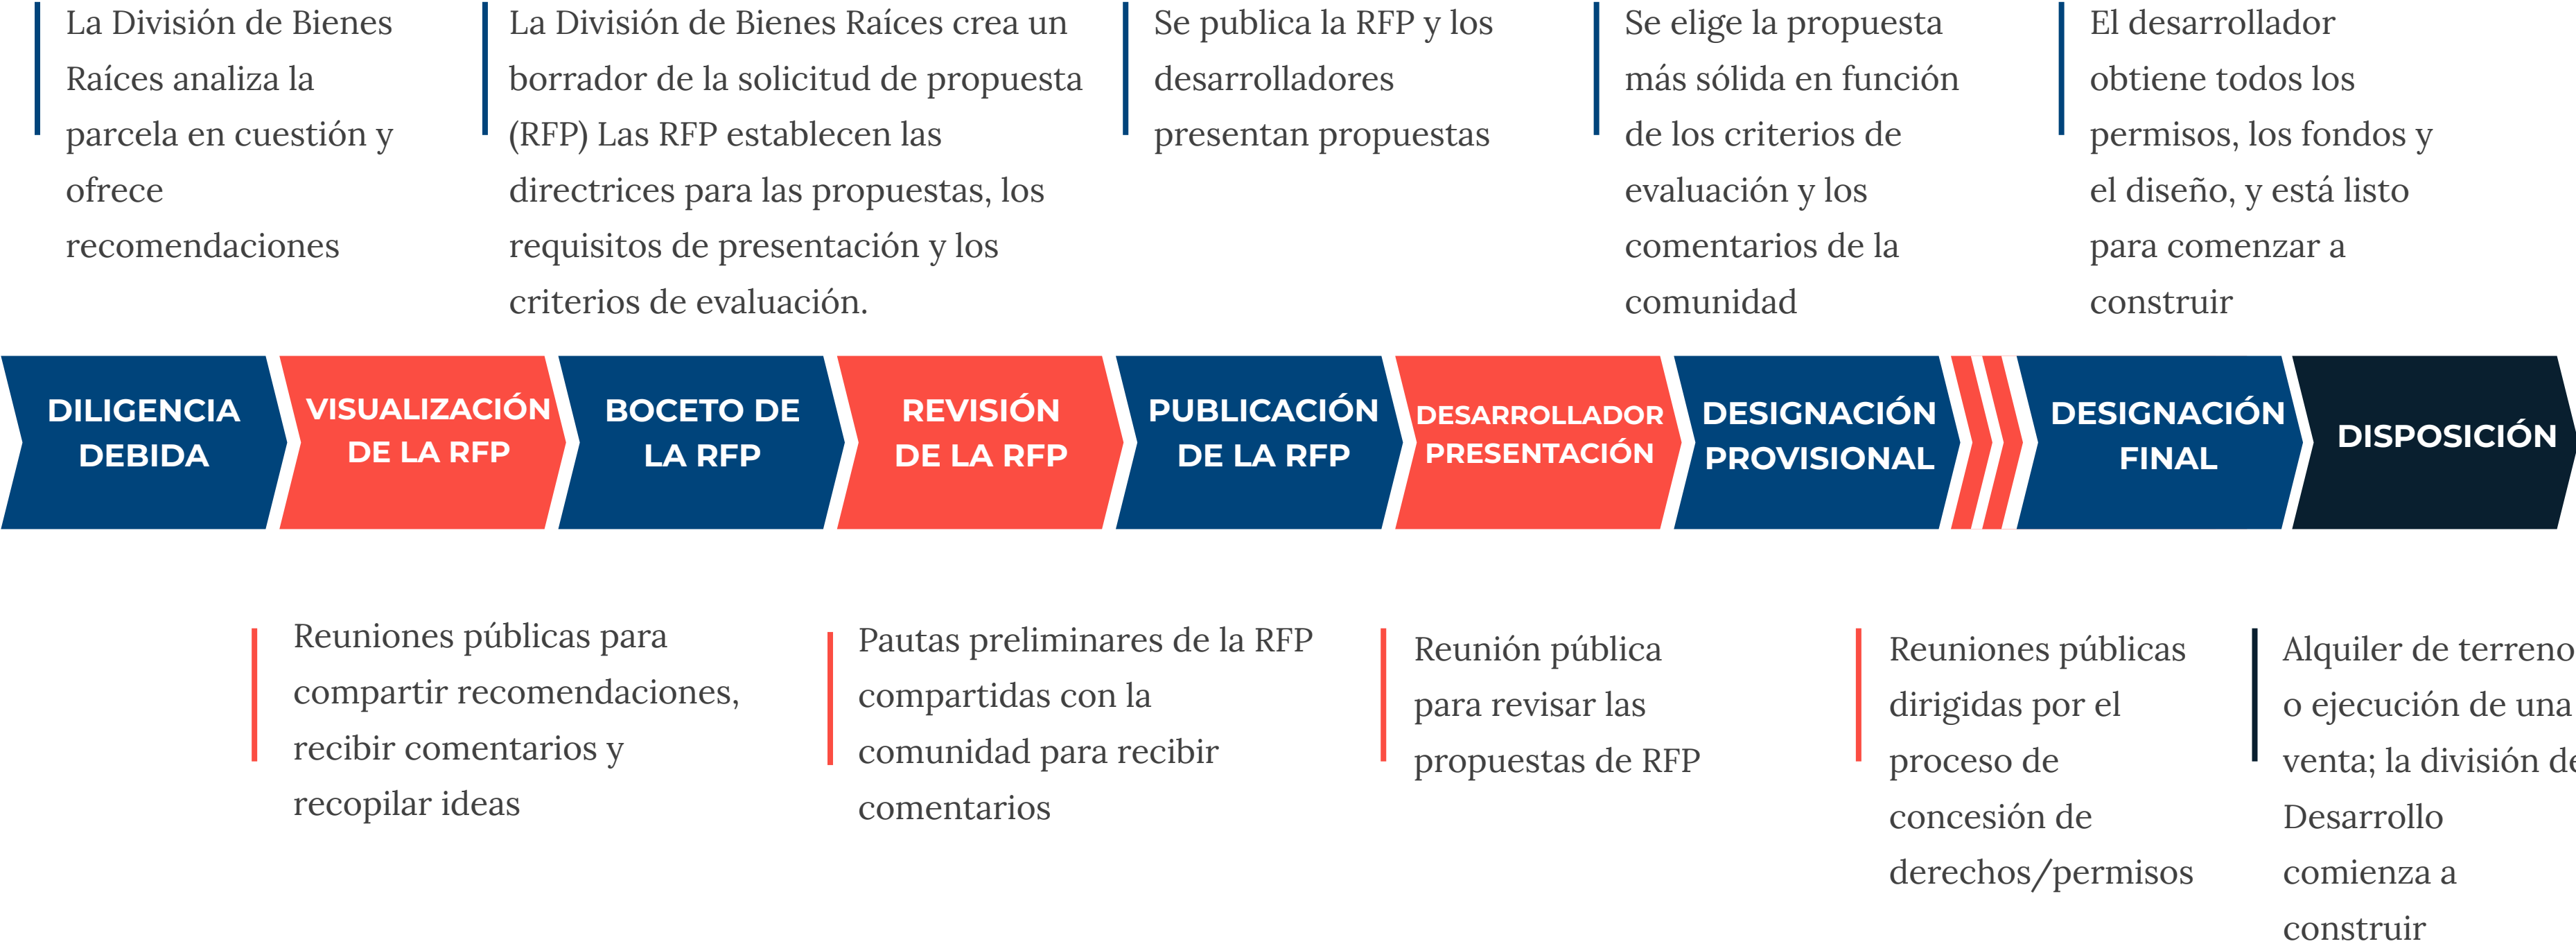 La División de Bienes
Raíces analiza la
parcela en cuestión y
ofrece
recomendaciones
La División de Bienes Raíces crea un
borrador de la solicitud de propuesta
(RFP) Las RFP establecen las
directrices para las propuestas, los
requisitos de presentación y los
criterios de evaluación.
Se publica la RFP y los
desarrolladores
presentan propuestas
Se elige la propuesta
más sólida en función
de los criterios de
evaluación y los
comentarios de la
comunidad
El desarrollador
obtiene todos los
permisos, los fondos y
el diseño, y está listo
para comenzar a
construir
DILIGENCIA
DEBIDA
VISUALIZACIÓN
DE LA RFP
BOCETO DE
LA RFP
REVISIÓN
DE LA RFP
PUBLICACIÓN
DE LA RFP
DESARROLLADOR
PRESENTACIÓN
DESIGNACIÓN
PROVISIONAL
DESIGNACIÓN
FINAL
DISPOSICIÓN
Reuniones públicas para
compartir recomendaciones,
recibir comentarios y
recopilar ideas
Pautas preliminares de la RFP
compartidas con la
comunidad para recibir
comentarios
Reunión pública
para revisar las
propuestas de RFP
Reuniones públicas
dirigidas por el
proceso de
concesión de
derechos/permisos
Alquiler de terreno
o ejecución de una
venta; la división de
Desarrollo
comienza a
construir